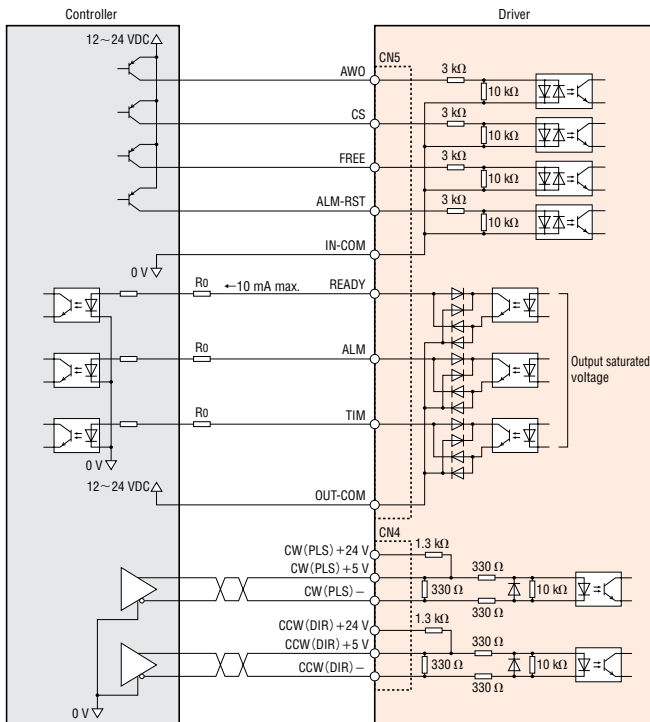 Controller
Driver
12～24 VDC
CN5
AWO
3 kΩ
10 kΩ
CS
3 kΩ
10 kΩ
FREE
3 kΩ
10 kΩ
ALM-RST
3 kΩ
10 kΩ
IN-COM
0 V
R0
←10 mA max.
READY
R0
ALM
Output saturated
voltage
R0
TIM
0 V
12～24 VDC
OUT-COM
CN4
CW(PLS)+24 V
1.3 kΩ
CW(PLS)+5 V
330 Ω
CW(PLS)−
330 Ω
10 kΩ
330 Ω
CCW(DIR)+24 V
1.3 kΩ
CCW(DIR)+5 V
330 Ω
CCW(DIR)−
330 Ω
10 kΩ
330 Ω
0 V